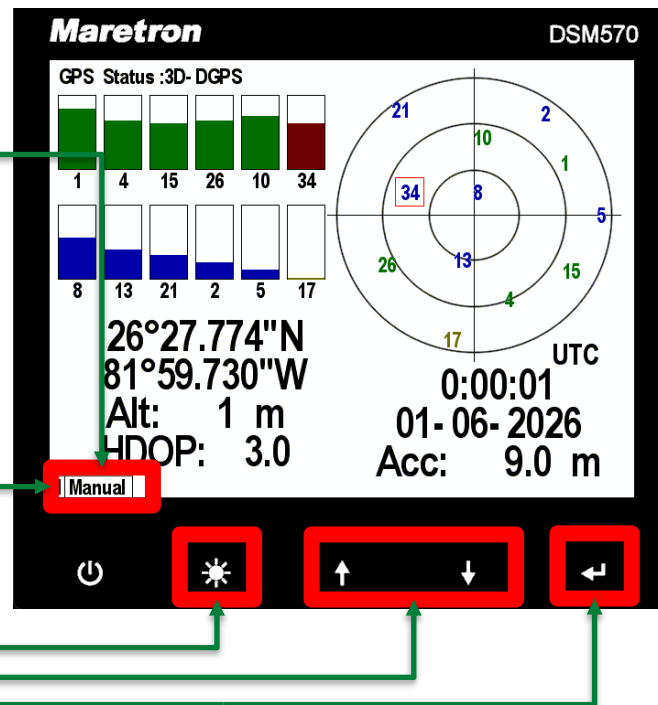 Maretron
DSM570
GPS Status :3D- DGPS
1 4 15 26 10 34
8 13 21 2 5 17
21
2
10
1
34
8
5
26
13
15
4
17
26°27.774"N
81°59.730"W
Alt: 1 m
HDOP: 3.0
UTC
0:00:01
01- 06- 2026
Acc: 9.0 m
Manual